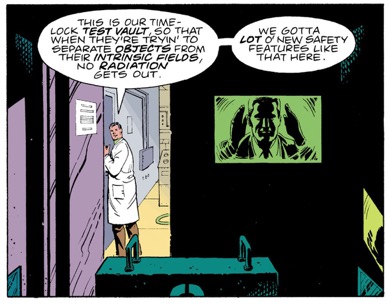 THIS IS OUR TIME-
LOCK TEST VAULT, SO THAT
WHEN THEY'RE TRYIN' TO
SEPARATE OBJECTS FROM
THEIR INTRINSIC FIELDS,
NO RADIATION
GETS OUT.
WE GOTTA
LOT O' NEW SAFETY
FEATURES LIKE
THAT HERE.